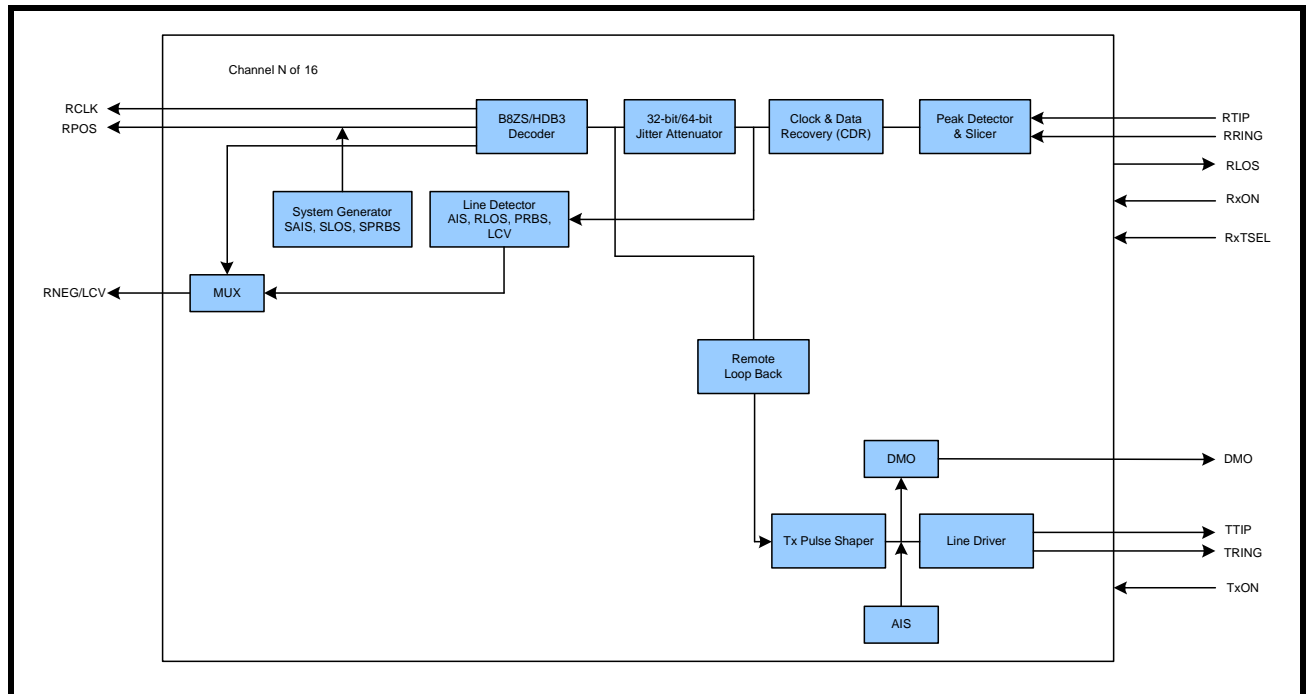 Channel N of 16
RCLK
RPOS
B8ZS/HDB3
Decoder
32-bit/64-bit
Jitter Attenuator
Clock & Data
Recovery (CDR)
Peak Detector
& Slicer
RTIP
RRING
RLOS
RxON
RxTSEL
System Generator
SAIS, SLOS, SPRBS
Line Detector
AIS, RLOS, PRBS,
LCV
RNEG/LCV
MUX
Remote
Loop Back
DMO
DMO
Tx Pulse Shaper
Line Driver
TTIP
TRING
TxON
AIS